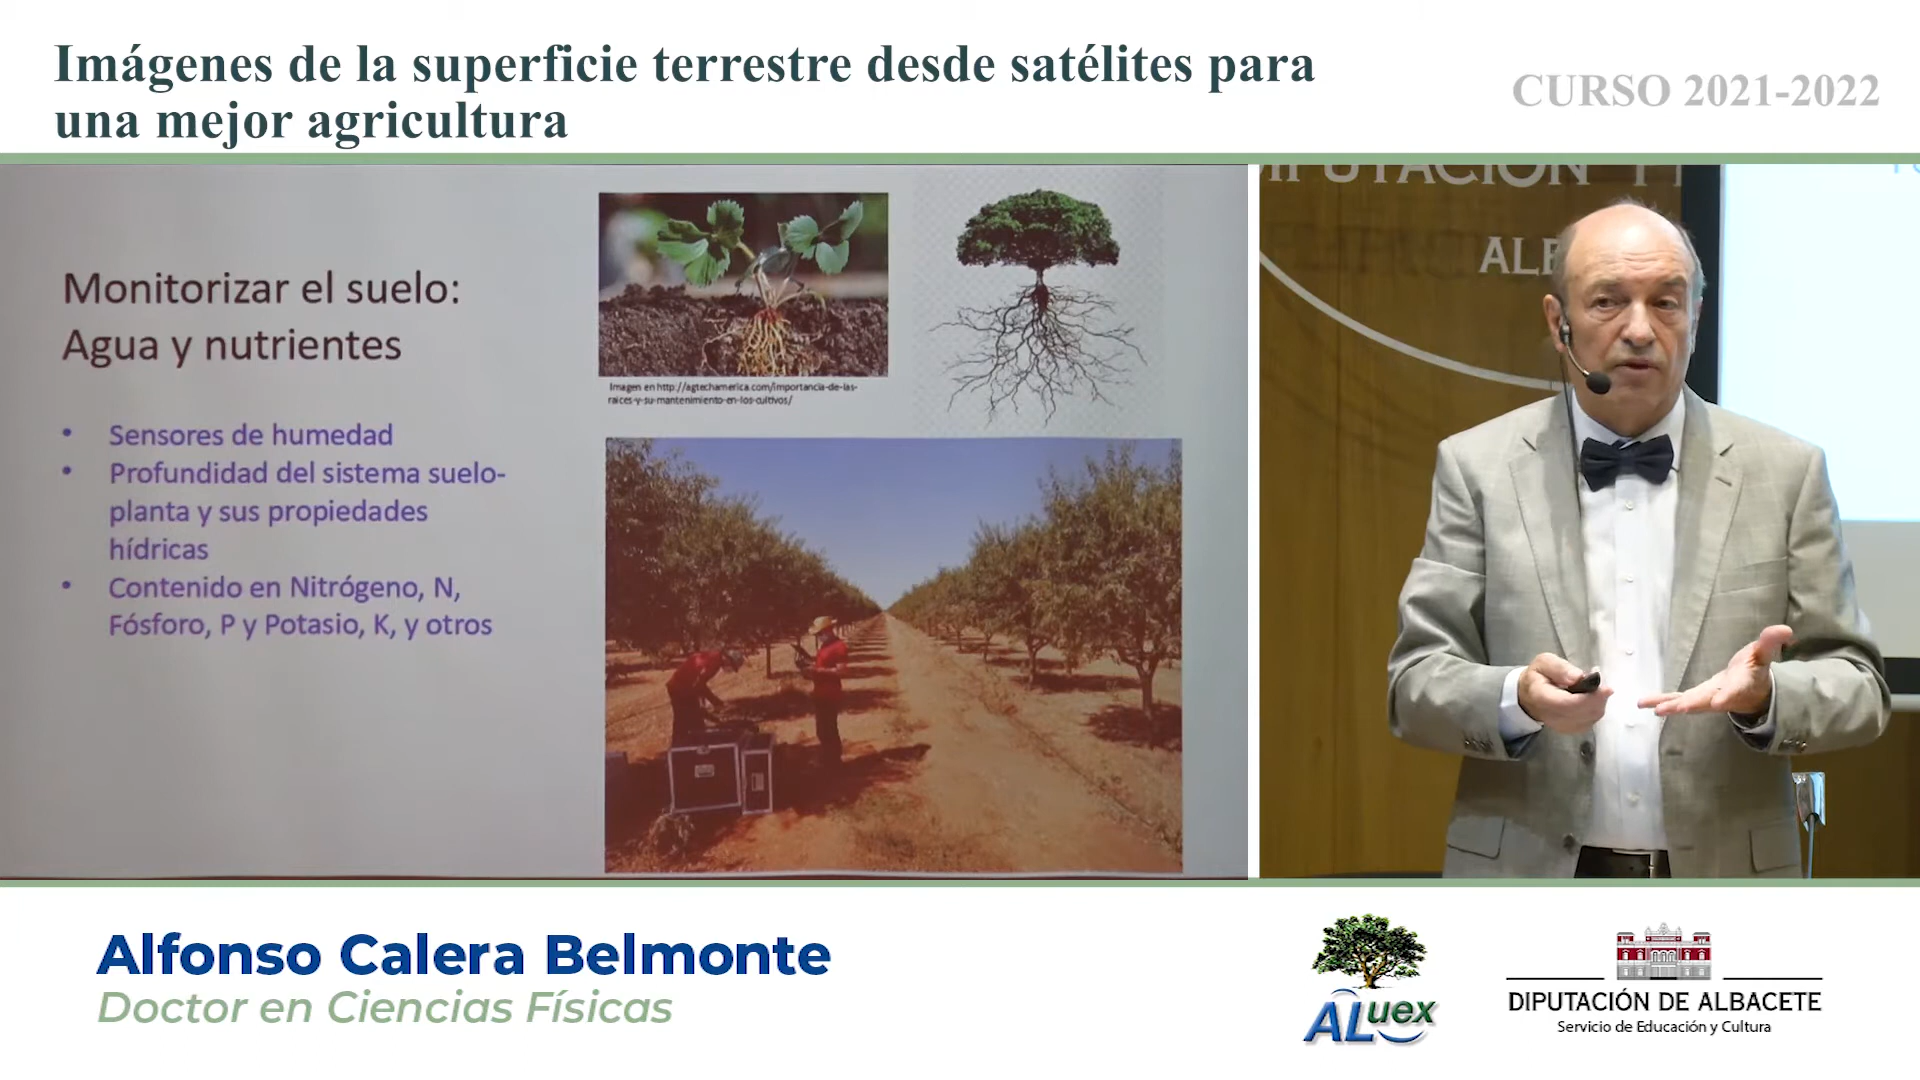 Imágenes de la superficie terrestre desde satélites para
una mejor agricultura
CURSO 2021-2022
Monitorizar el suelo:
Agua y nutrientes
• Sensores de humedad
• Profundidad del sistema suelo-
planta y sus propiedades
hídricas
• Contenido en Nitrógeno, N,
Fósforo, P y Potasio, K, y otros
Imagen en http://agtechamerica.com/importancia-de-las-
raices-y-su-mantenimiento-en-los-cultivos/
Alfonso Calera Belmonte
Doctor en Ciencias Físicas
ALuex
DIPUTACIÓN DE ALBACETE
Servicio de Educación y Cultura